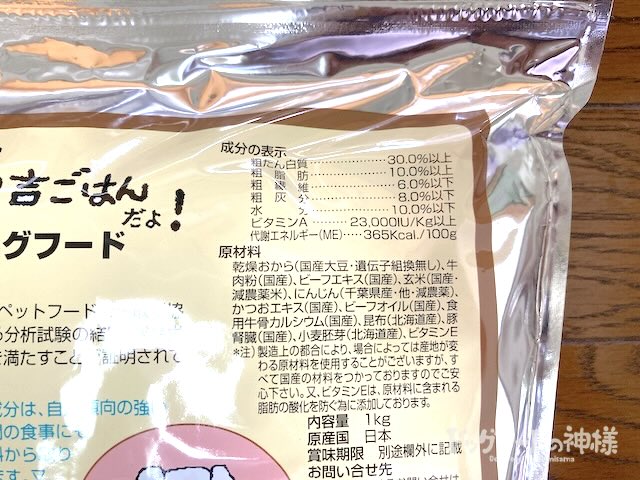 吉ごはん
だよ!
グフード
ペットフード
分析試験の結
を満たすこと 証明されて
成分は、自 傾向の強い
間の食事に
成分の表示
粗たん白質……………30.0%以上
粗脂肪……………10.0%以上
粗繊維……………6.0%以下
粗灰分……………8.0%以下
水分……………10.0%以下
ビタミンA……23,000IU/Kg以上
代謝エネルギー(ME)……365Kcal./100g
原材料
乾燥おから(国産大豆・遺伝子組換無し)、牛
肉粉(国産)、ビーフエキス(国産)、玄米(国産・
減農薬米)、にんじん(千葉県産・他・減農薬)、
かつおエキス(国産)、ビーフオイル(国産)、食
用牛骨カルシウム(国産)、昆布(北海道産)、豚
腎臓(国産)、小麦胚芽(北海道産)、ビタミンE
*注)製造上の都合により、場合によっては産地が変
わる原材料を使用することがございますが、す
べて国産の材料をつかっておりますのでご安
心下さい。又、ビタミンEは、原材料に含まれる
脂肪の酸化を防ぐ為に添加しております。
内容量 1kg
原産国 日本
賞味期限 別途欄外に記載
お問い合せ先
の神様